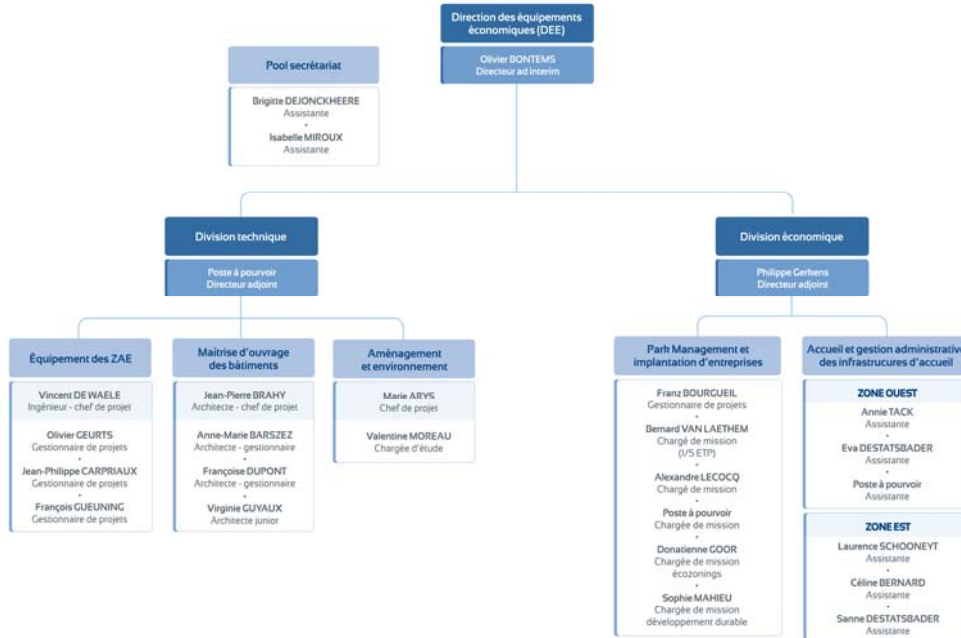 Direction des équipements
économiques (DEE)
Olivier BONTEMS
Directeur ad interim
Pool secrétariat
Brigitte DEJONCKHEERE
Assistante
•
Isabelle MIROUX
Assistante
Division technique
Poste à pourvoir
Directeur adjoint
Division économique
Philippe Gerkens
Directeur adjoint
Équipement des ZAE
Vincent DE WAELE
Ingénieur - chef de projet
Olivier GEURTS
Gestionnaire de projets
•
Jean-Philippe CARPRIAUX
Gestionnaire de projets
•
François GUEUNING
Gestionnaire de projets
Maîtrise d'ouvrage
des bâtiments
Jean-Pierre BRAHY
Architecte - chef de projet
Anne-Marie BARSZEZ
Architecte - gestionnaire
•
Françoise DUPONT
Architecte - gestionnaire
•
Virginie GUYAUX
Architecte junior
Aménagement
et environnement
Marie ARYS
Chef de projet
Valentine MOREAU
Chargée d'étude
Park Management et
implantation d'entreprises
Franz BOURGUEIL
Gestionnaire de projets
•
Bernard VAN LAETHEM
Chargé de mission
(1/5 ETP)
•
Alexandre LECOCQ
Chargé de mission
•
Poste à pourvoir
Chargée de mission
•
Donatienne GOOR
Chargée de mission
écozonings
•
Sophie MAHIEU
Chargée de mission
développement durable
Accueil et gestion administrative
des infrastrucures d'accueil
ZONE OUEST
Annie TACK
Assistante
•
Eva DESTATSBADER
Assistante
•
Poste à pourvoir
Assistante
ZONE EST
Laurence SCHOONEYT
Assistante
•
Céline BERNARD
Assistante
•
Sanne DESTATSBADER
Assistante